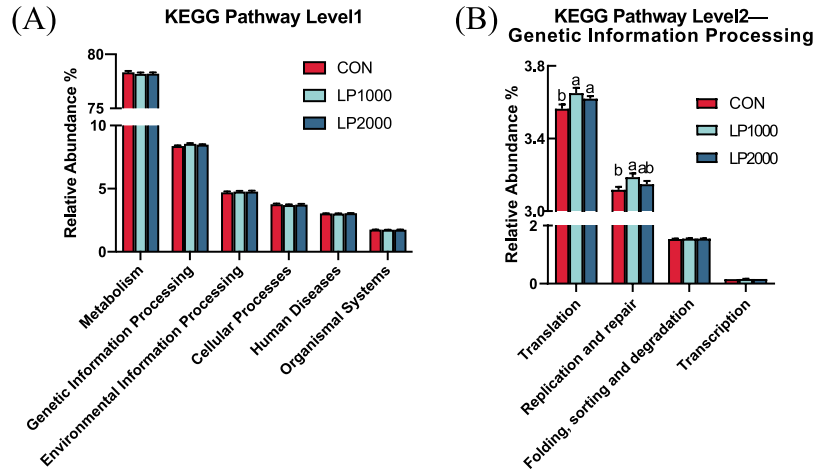 (A)
KEGG Pathway Level1
Relative Abundance %
80
75
10
5
0
CON
LP1000
LP2000
Metabolism
Genetic Information Processing
Environmental Information Processing
Cellular Processes
Human Diseases
Organismal Systems
(B)
KEGG Pathway Level2—
Genetic Information Processing
Relative Abundance %
3.8
3.4
3.0
2
0
b
a
a
b
a
ab
CON
LP1000
LP2000
Translation
Replication and repair
Folding, sorting and degradation
Transcription